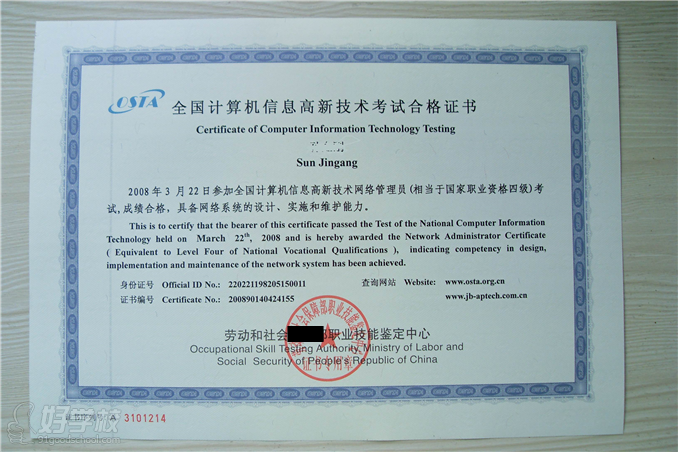 OSTA 全国计算机信息高新技术考试合格证书
Certificate of Computer Information Technology Testing
Sun Jingang
2008 年 3 月 22 日参加全国计算机信息高新技术网络管理员(相当于国家职业资格四级)考
试,成绩合格，具备网络系统的设计、实施和维护能力。
This is to certify that the bearer of this certificate passed the Test of the National Computer Information
Technology held on March 22th, 2008 and is hereby awarded the Network Administrator Certificate
( Equivalent to Level Four of National Vocational Qualifications ), indicating competency in design,
implementation and maintenance of the network system has been achieved.
身份证号 Official ID No.: 220221198205150011 查询网站 Website: www.osta.org.cn
证书编号 Certificate No.: 200890140424155 www.jb-aptech.com.cn
劳动和社会 部职业技能鉴定中心
Occupational Skill Testing Authority, Ministry of Labor and
Social Security of People's Republic of China
证书专用章
3101214
好学校
91goodschool.com